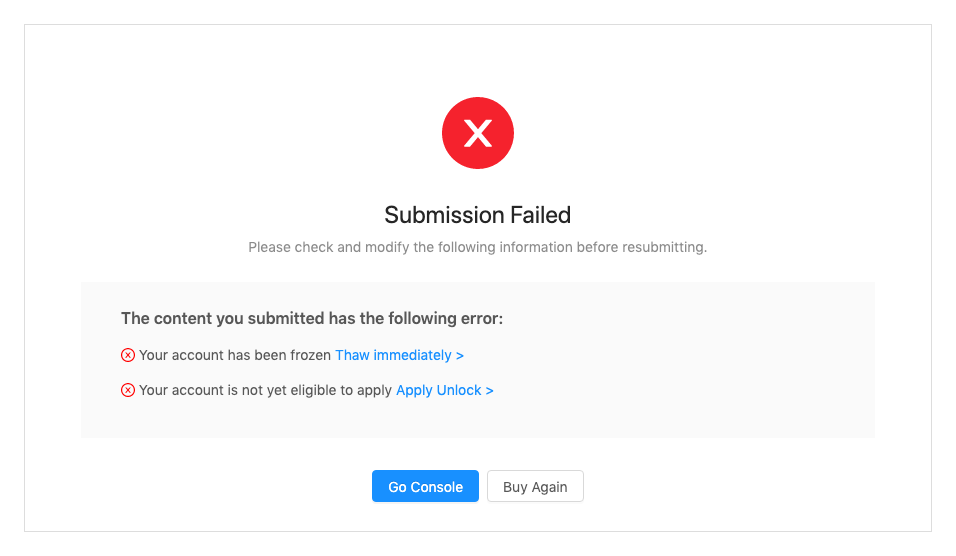 Submission Failed
Please check and modify the following information before resubmitting.
The content you submitted has the following error:
Your account has been frozen Thaw immediately >
Your account is not yet eligible to apply Apply Unlock >
Go Console Buy Again